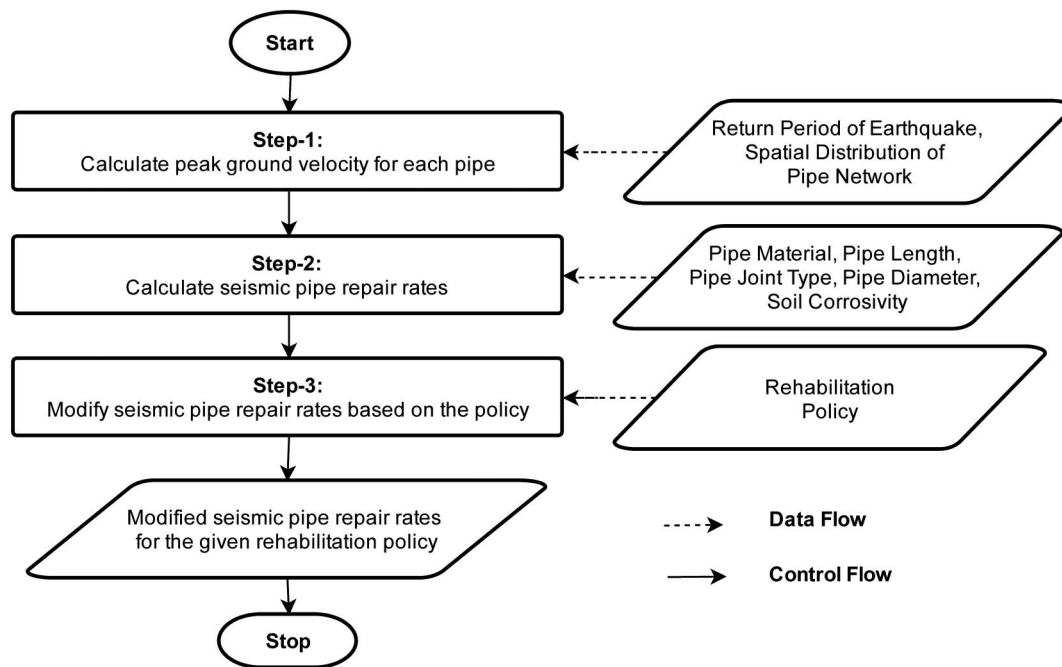 Start
Step-1:
Calculate peak ground velocity for each pipe
Return Period of Earthquake,
Spatial Distribution of
Pipe Network
Step-2:
Calculate seismic pipe repair rates
Pipe Material, Pipe Length,
Pipe Joint Type, Pipe Diameter,
Soil Corrosivity
Step-3:
Modify seismic pipe repair rates based on the policy
Rehabilitation
Policy
Modified seismic pipe repair rates
for the given rehabilitation policy
Data Flow
Control Flow
Stop